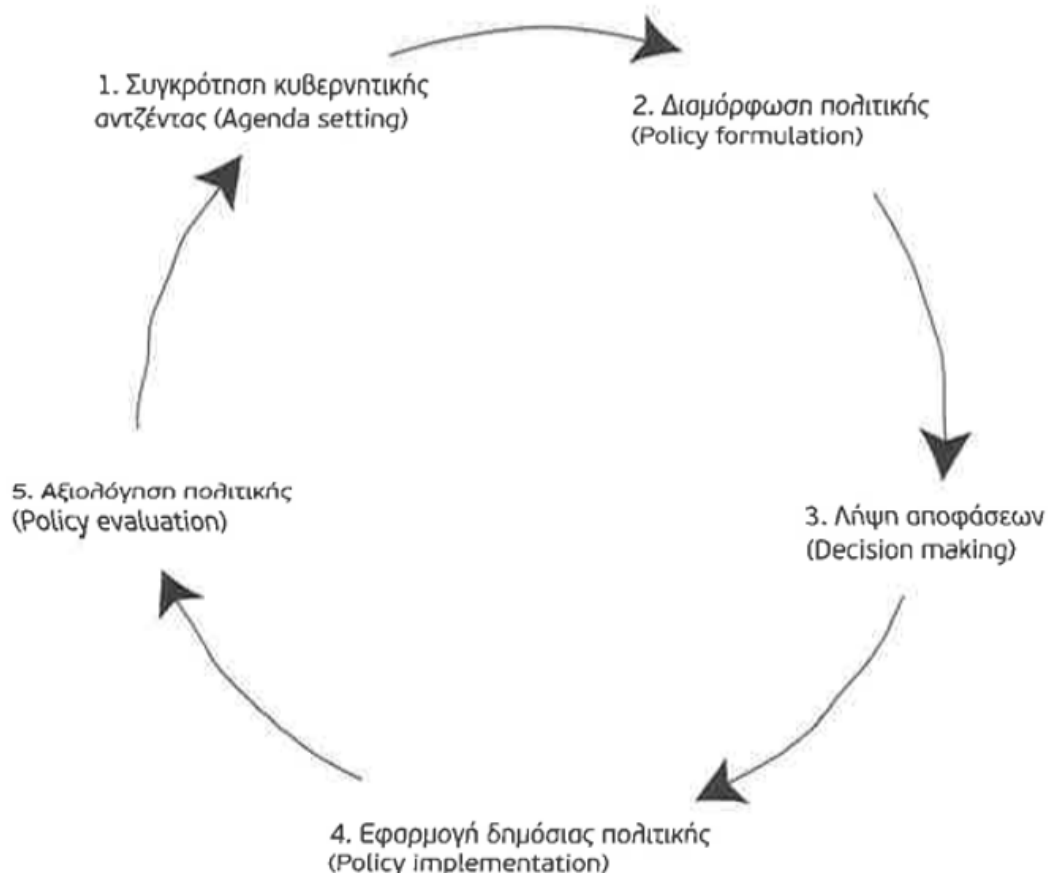 1. Συγκρότηση κυβερνητικής
αντζέντας (Agenda setting)
2. Διαμόρφωση πολιτικής
(Policy formulation)
3. Λήψη αποφάσεων
(Decision making)
4. Εφαρμογή δημόσιας πολιτικής
(Policy implementation)
5. Αξιολόγηση πολιτικής
(Policy evaluation)